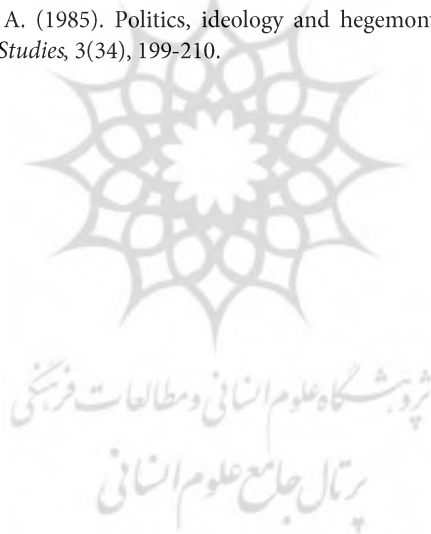 A. (1985). Politics, ideology and hegemon
Studies, 3(34), 199-210.
پژوهشگاه علوم انسانی و مطالعات فرهنگی
پرتال جامع علوم انسانی